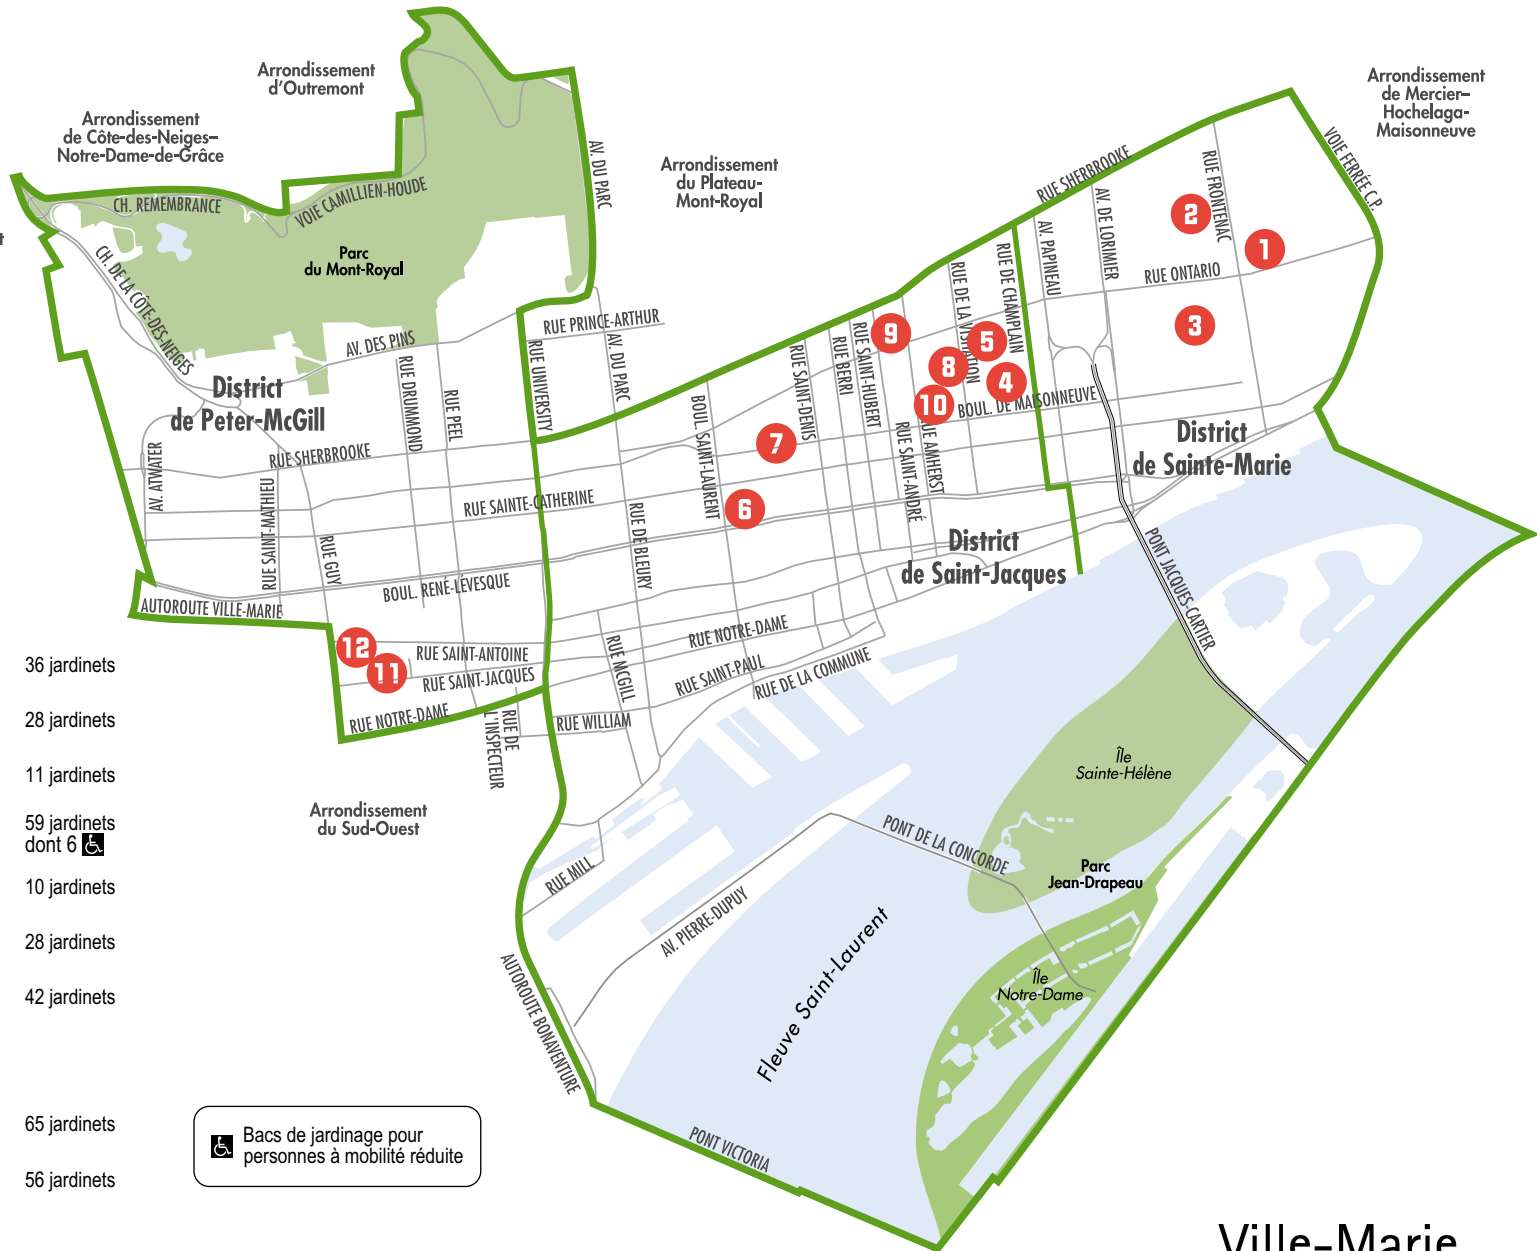 Arrondissement
d'Outremont
Arrondissement
de Côte-des-Neiges–
Notre-Dame-de-Grâce
Arrondissement
du Plateau-
Mont-Royal
Arrondissement
de Mercier–
Hochelaga-
Maisonneuve
t
CH. REMEMBRANCE
VOIE CAMILLIEN-HOUDE
AV. DU PARC
Parc
du Mont-Royal
CH. DE LA CÔTE-DES-NEIGES
RUE SHERBROOKE
VOIE FERRÉE C.P.
RUE FRONTENAC
AV. DE LORIMIER
AV. PAPINEAU
RUE DE CHAMPLAIN
RUE DE LA VISITATION
RUE ONTARIO
2
1
3
9
5
8
4
10
7
6
RUE PRINCE-ARTHUR
AV. DES PINS
RUE UNIVERSITY
AV. DU PARC
RUE DRUMMOND
RUE PEEL
District
de Peter-McGill
RUE SAINT-DENIS
RUE BERRI
RUE SAINT-HUBERT
BOUL. SAINT-LAURENT
BOUL. DE MAISONNEUVE
RUE SAINT-ANDRÉ
RUE AMHERST
District
de Sainte-Marie
AV. ATWATER
RUE SHERBROOKE
RUE SAINT-MATHIEU
RUE SAINTE-CATHERINE
RUE GUY
RUE DE BLEURY
District
de Saint-Jacques
PONT JACQUES-CARTIER
BOUL. RENÉ-LÉVESQUE
AUTOROUTE VILLE-MARIE
12
11
RUE SAINT-ANTOINE
RUE SAINT-JACQUES
RUE NOTRE-DAME
RUE NOTRE-DAME
RUE MCGILL
RUE SAINT-PAUL
RUE DE LA COMMUNE
RUE WILLIAM
RUE DE
L'INSPECTEUR
Arrondissement
du Sud-Ouest
36 jardinets
28 jardinets
11 jardinets
59 jardinets
dont 6
10 jardinets
28 jardinets
42 jardinets
65 jardinets
56 jardinets
Île
Sainte-Hélène
PONT DE LA CONCORDE
Parc
Jean-Drapeau
RUE MILL
AV. PIERRE-DUPUY
Fleuve Saint-Laurent
Île
Notre-Dame
AUTOROUTE BONAVENTURE
PONT VICTORIA
Bacs de jardinage pour
personnes à mobilité réduite
Ville-Marie